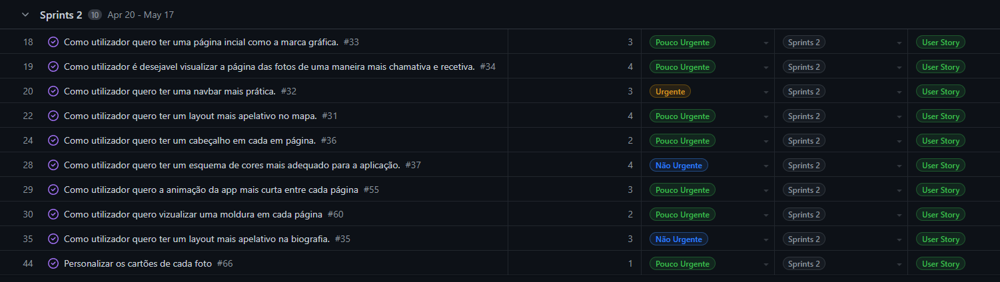 Sprints 2 10 Apr 20 - May 17
18 Como utilizador quero ter uma página incial como a marca gráfica. #33 3 Pouco Urgente Sprints 2 User Story
19 Como utilizador é desejavel visualizar a página das fotos de uma maneira mais chamativa e recetiva. #34 4 Pouco Urgente Sprints 2 User Story
20 Como utilizador quero ter uma navbar mais prática. #32 3 Urgente Sprints 2 User Story
22 Como utilizador quero ter um layout mais apelativo no mapa. #31 4 Pouco Urgente Sprints 2 User Story
24 Como utilizador quero ter um cabeçalho em cada em página. #36 2 Pouco Urgente Sprints 2 User Story
28 Como utilizador quero ter um esquema de cores mais adequado para a aplicação. #37 4 Não Urgente Sprints 2 User Story
29 Como utilizador quero a animação da app mais curta entre cada página #55 3 Pouco Urgente Sprints 2 User Story
30 Como utilizador quero vizualizar uma moldura em cada página #60 2 Pouco Urgente Sprints 2 User Story
35 Como utilizador quero ter um layout mais apelativo na biografia. #35 3 Não Urgente Sprints 2 User Story
44 Personalizar os cartões de cada foto #66 1 Pouco Urgente Sprints 2 User Story